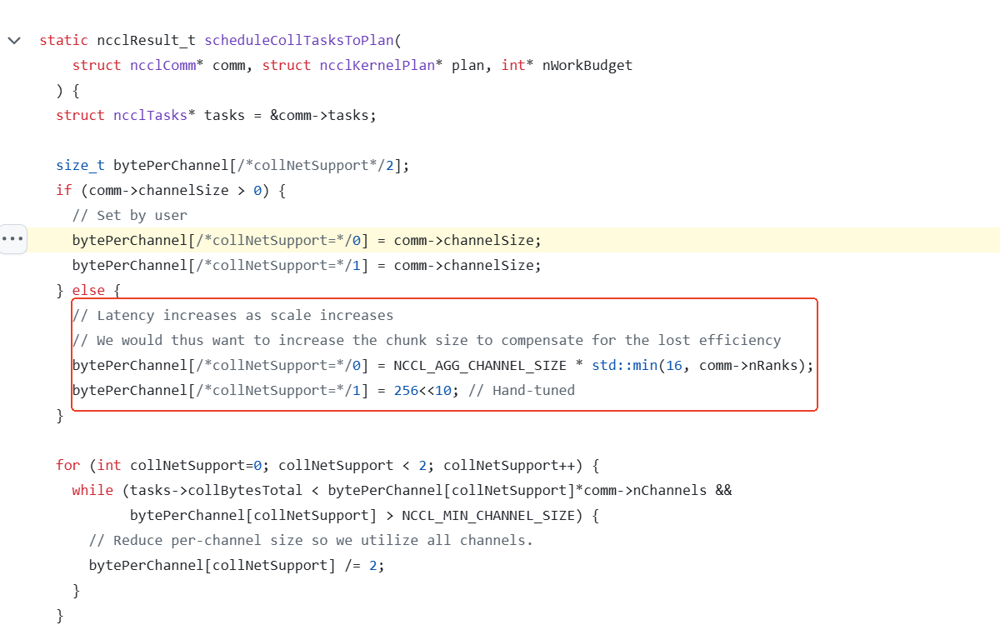 static ncclResult_t scheduleCollTasksToPlan(
    struct ncclComm* comm, struct ncclKernelPlan* plan, int* nWorkBudget
  ) {
  struct ncclTasks* tasks = &comm->tasks;

  size_t bytePerChannel[/*collNetSupport*/2];
  if (comm->channelSize > 0) {
    // Set by user
    bytePerChannel[/*collNetSupport=*/0] = comm->channelSize;
    bytePerChannel[/*collNetSupport=*/1] = comm->channelSize;
  } else {
    // Latency increases as scale increases
    // We would thus want to increase the chunk size to compensate for the lost efficiency
    bytePerChannel[/*collNetSupport=*/0] = NCCL_AGG_CHANNEL_SIZE * std::min(16, comm->nRanks);
    bytePerChannel[/*collNetSupport=*/1] = 256<<10; // Hand-tuned
  }

  for (int collNetSupport=0; collNetSupport < 2; collNetSupport++) {
    while (tasks->collBytesTotal < bytePerChannel[collNetSupport]*comm->nChannels &&
           bytePerChannel[collNetSupport] > NCCL_MIN_CHANNEL_SIZE) {
      // Reduce per-channel size so we utilize all channels.
      bytePerChannel[collNetSupport] /= 2;
    }
  }